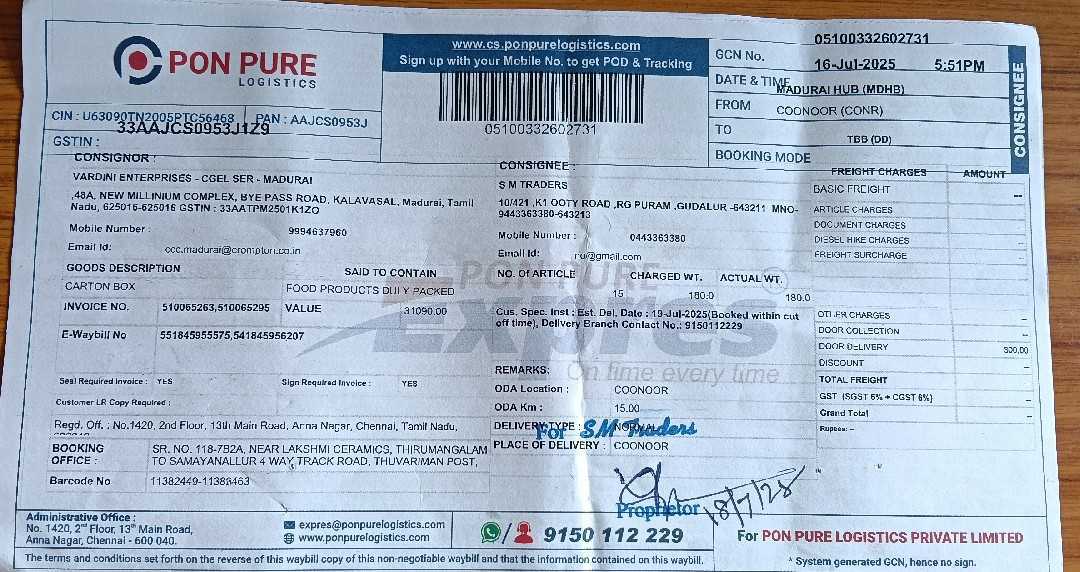 PON PURE
LOGISTICS
www.cs.ponpurelogistics.com
Sign up with your Mobile No. to get POD & Tracking
05100332602731
GCN No. 05100332602731
DATE & TIME 16-Jul-2025 5:51PM
FROM MADURAI HUB (MDHB)
TO COONOOR (CONR)
BOOKING MODE TBB (DD)
CONSIGNEE
CIN : U63090TN2005PTC56468 PAN : AAJCS0953J
GSTIN : 33AAJCS0953J1Z9
CONSIGNOR :
VARDINI ENTERPRISES - CGEL SER - MADURAI
,48A, NEW MILLINIUM COMPLEX, BYE PASS ROAD, KALAVASAL, Madurai, Tamil
Nadu, 625016-625016 GSTIN : 33AATPM2501K1ZO
Mobile Number : 9994637960
Email Id: ccc.madurai@crompton.co.in
CONSIGNEE :
S M TRADERS
10/421 ,K1 OOTY ROAD ,RG PURAM ,GUDALUR -643211 MNO-
9443363380-643213
Mobile Number : 0443363380
Email Id: @gmail.com
GOODS DESCRIPTION SAID TO CONTAIN
CARTON BOX FOOD PRODUCTS DULY PACKED
INVOICE NO. 510065263,510065295 VALUE 31090.00
E-Waybill No 551845955575,541845956207
Seal Required Invoice : YES Sign Required Invoice : YES
Customer LR Copy Required :
NO. Of ARTICLE CHARGED WT. ACTUAL WT.
15 180.0 180.0
Cus. Spec. Inst : Est. Del. Date : 19-Jul-2025(Booked within cut
off time), Delivery Branch Contact No.: 9150112229
REMARKS:
ODA Location : COONOOR
ODA Km : 15.00
DELIVERY TYPE : NORMAL
PLACE OF DELIVERY : COONOOR
PON PURE
Express
On time every time
FREIGHT CHARGES AMOUNT
BASIC FREIGHT --
ARTICLE CHARGES --
DOCUMENT CHARGES --
DIESEL HIKE CHARGES --
FREIGHT SURCHARGE --
OTHER CHARGES --
DOOR COLLECTION --
DOOR DELIVERY 300.00
DISCOUNT --
TOTAL FREIGHT --
GST (SGST 6% + CGST 6%) --
Grand Total --
Rupees: --
Regd. Off. : No.1420, 2nd Floor, 13th Main Road, Anna Nagar, Chennai, Tamil Nadu,
BOOKING OFFICE : SR. NO. 118-7B2A, NEAR LAKSHMI CERAMICS, THIRUMANGALAM
TO SAMAYANALLUR 4 WAY TRACK ROAD, THUVARIMAN POST,
Barcode No 11382449-11383463
For SM Traders
Proprietor 18/7/25
Administrative Office :
No. 1420, 2nd Floor, 13th Main Road,
Anna Nagar, Chennai - 600 040.
expres@ponpurelogistics.com
www.ponpurelogistics.com
9150 112 229
For PON PURE LOGISTICS PRIVATE LIMITED
The terms and conditions set forth on the reverse of this waybill copy of this non-negotiable waybill and that the information contained on this waybill.
* System generated GCN, hence no sign.